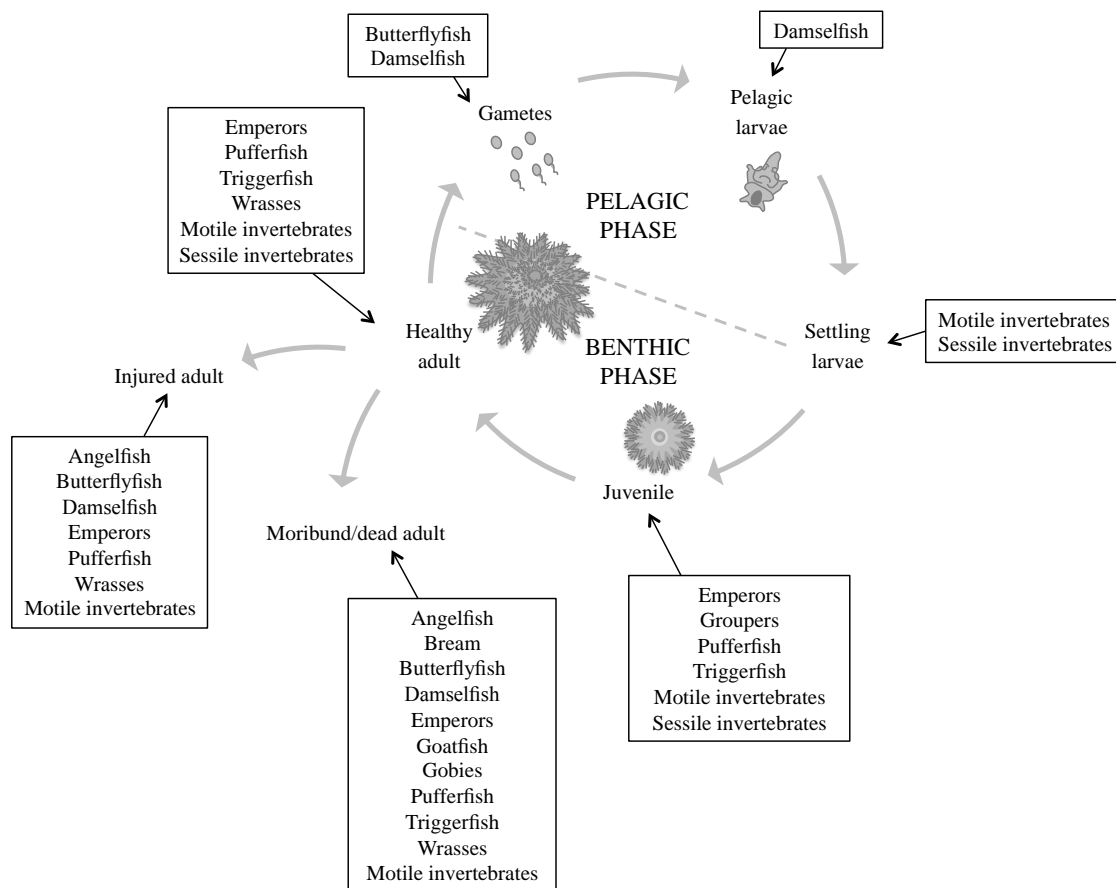 Butterflyfish
Damselfish
Damselfish
Gametes
Pelagic
larvae
Emperors
Pufferfish
Triggerfish
Wrasses
Motile invertebrates
Sessile invertebrates
PELAGIC
PHASE
Healthy
adult
BENTHIC
PHASE
Settling
larvae
Motile invertebrates
Sessile invertebrates
Injured adult
Angelfish
Butterflyfish
Damselfish
Emperors
Pufferfish
Wrasses
Motile invertebrates
Juvenile
Moribund/dead adult
Emperors
Groupers
Pufferfish
Triggerfish
Motile invertebrates
Sessile invertebrates
Angelfish
Bream
Butterflyfish
Damselfish
Emperors
Goatfish
Gobies
Pufferfish
Triggerfish
Wrasses
Motile invertebrates